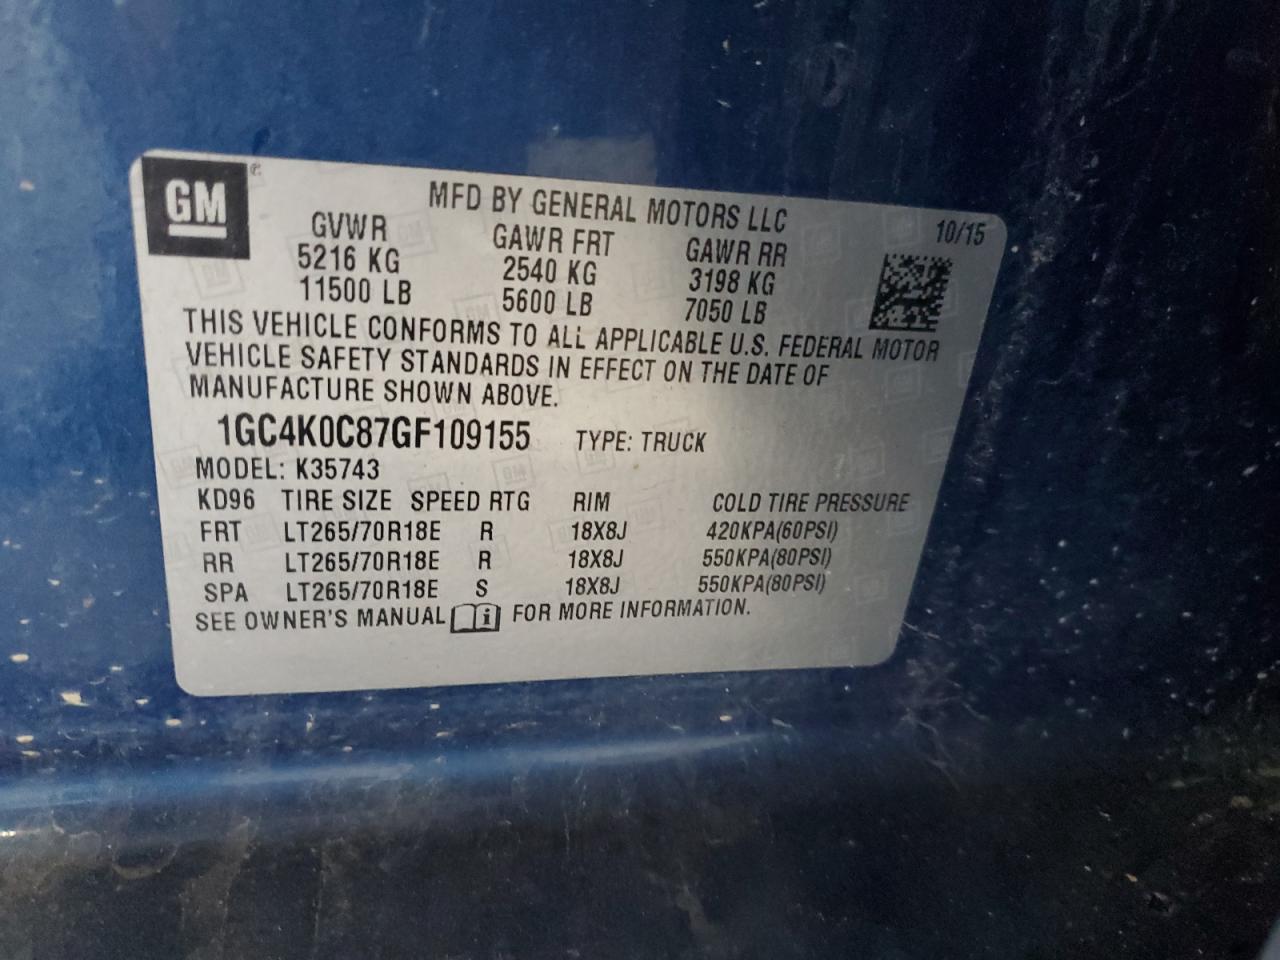 GM
MFD BY GENERAL MOTORS LLC
10/15
GVWR GAWR FRT GAWR RR
5216 KG 2540 KG 3198 KG
11500 LB 5600 LB 7050 LB
THIS VEHICLE CONFORMS TO ALL APPLICABLE U.S. FEDERAL MOTOR
VEHICLE SAFETY STANDARDS IN EFFECT ON THE DATE OF
MANUFACTURE SHOWN ABOVE.
1GC4K0C87GF109155 TYPE: TRUCK
MODEL: K35743
KD96 TIRE SIZE SPEED RTG RIM COLD TIRE PRESSURE
FRT LT265/70R18E R 18X8J 420KPA(60PSI)
RR LT265/70R18E R 18X8J 550KPA(80PSI)
SPA LT265/70R18E S 18X8J 550KPA(80PSI)
SEE OWNER'S MANUAL i FOR MORE INFORMATION.